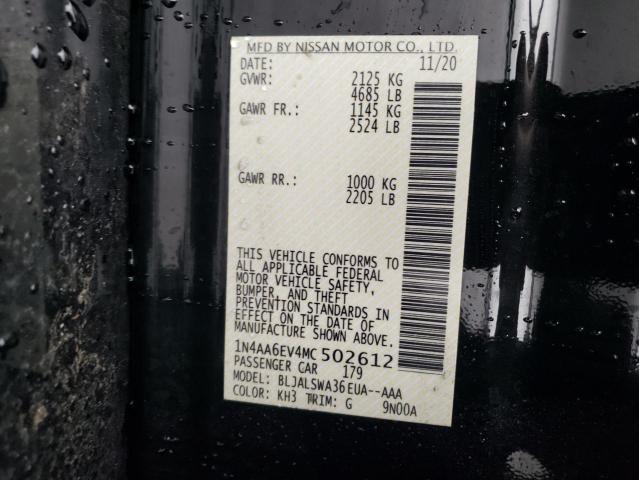 MFD BY NISSAN MOTOR CO., LTD.
DATE: 11/20
GVWR: 2125 KG
4685 LB
GAWR FR.: 1145 KG
2524 LB
GAWR RR.: 1000 KG
2205 LB
THIS VEHICLE CONFORMS TO
ALL APPLICABLE FEDERAL
MOTOR VEHICLE SAFETY,
BUMPER, AND THEFT
PREVENTION STANDARDS IN
EFFECT ON THE DATE OF
MANUFACTURE SHOWN ABOVE.
1N4AA6EV4MC 502612
PASSENGER CAR 179
MODEL: BLJALSWA36EUA--AAA
COLOR: KH3 TRIM: G 9N00A